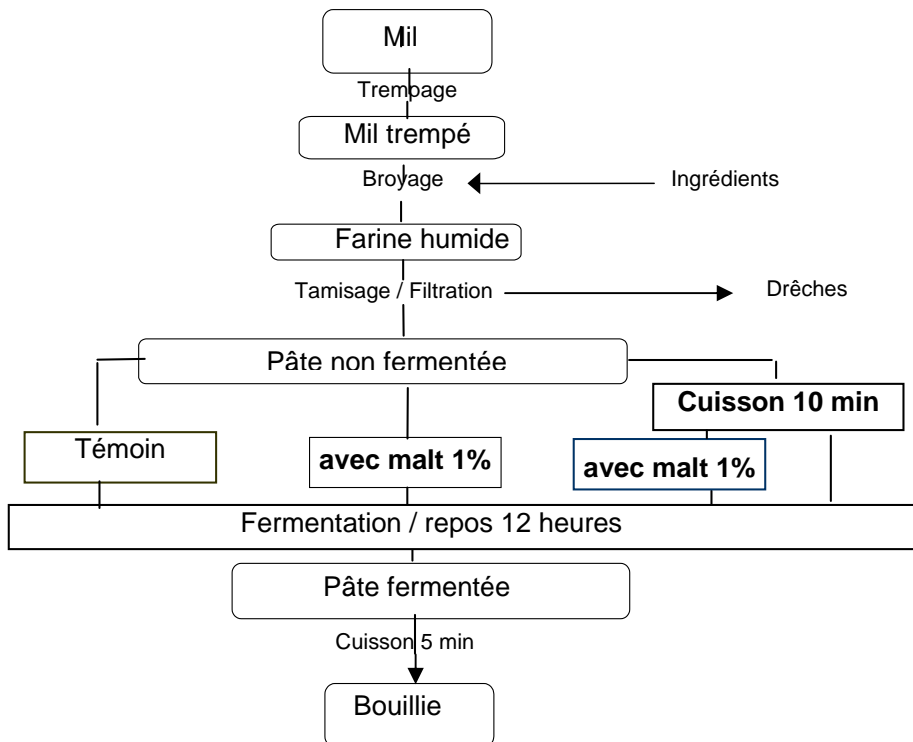 Mil
Trempage
Mil trempé
Broyage
Ingrédients
Farine humide
Tamisage / Filtration
Drêches
Pâte non fermentée
Cuisson 10 min
Témoin
avec malt 1%
avec malt 1%
Fermentation / repos 12 heures
Pâte fermentée
Cuisson 5 min
Bouillie